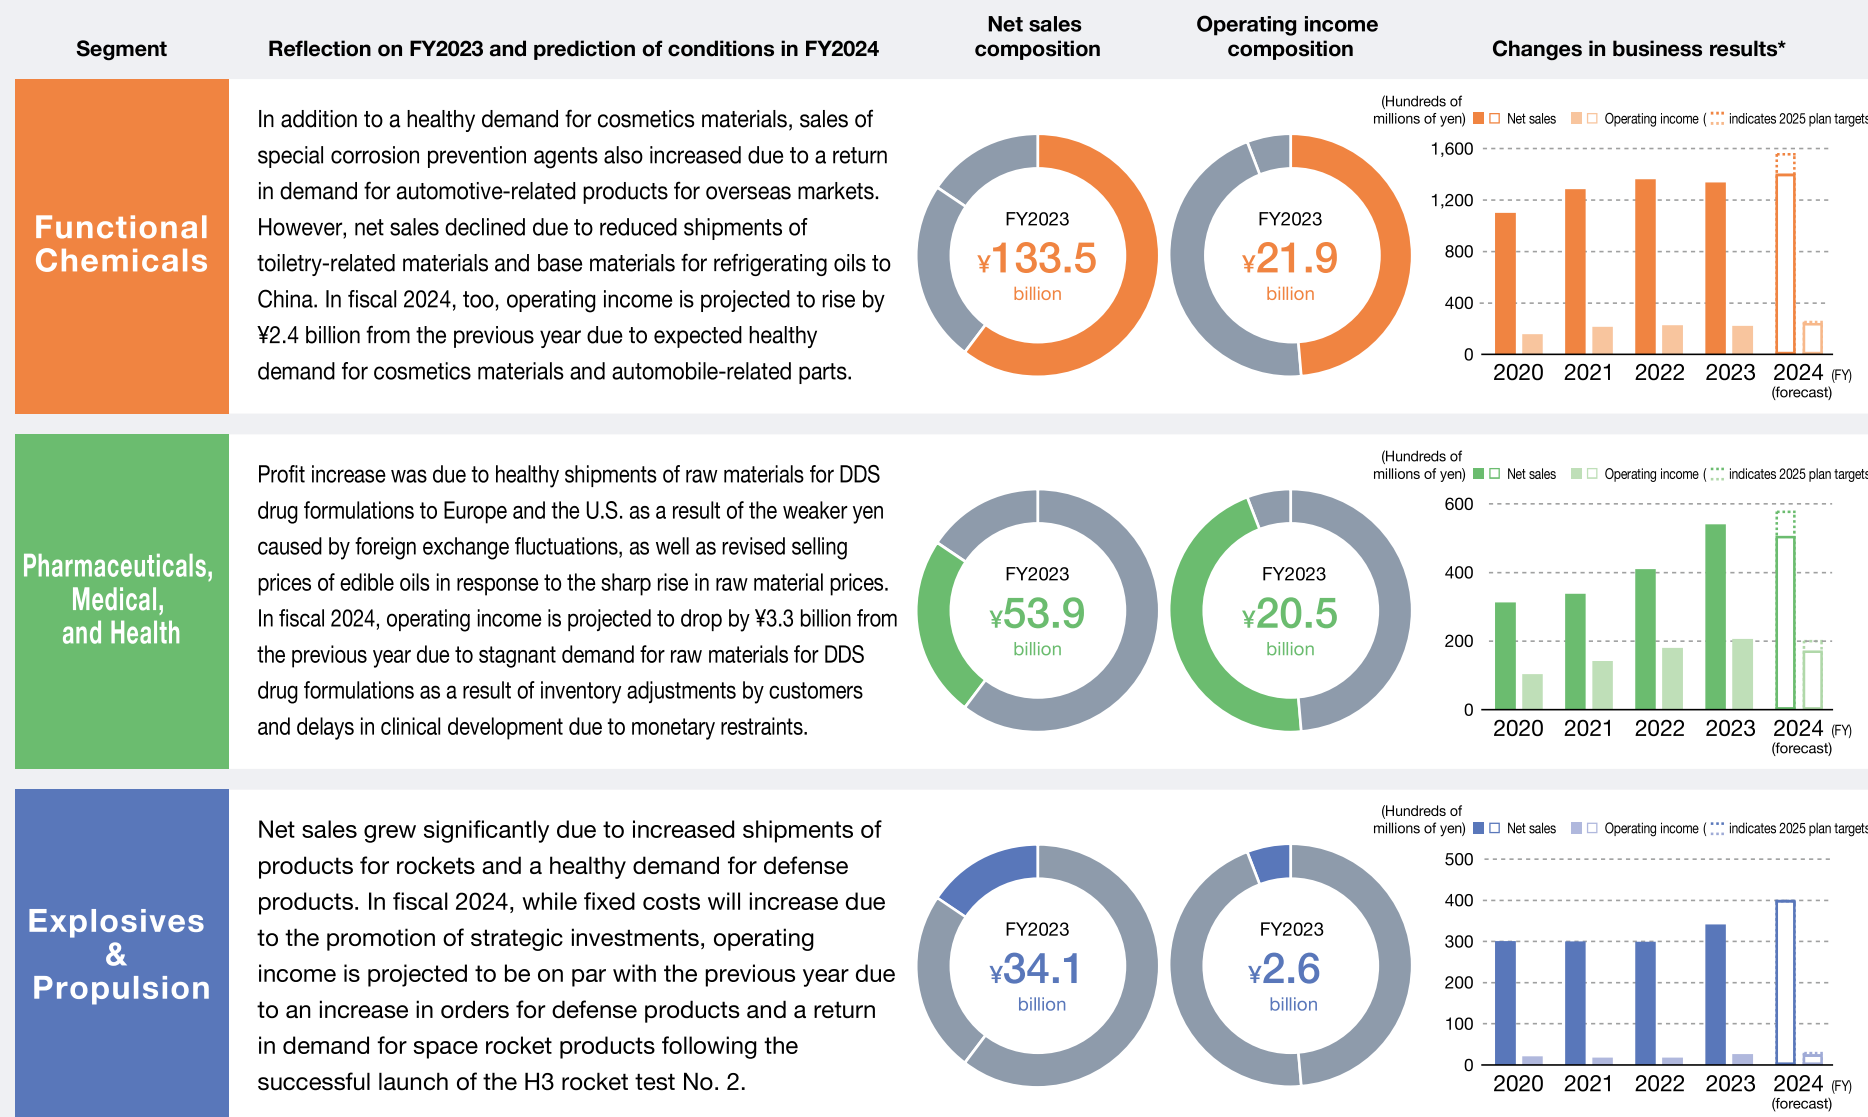 Segment
Reflection on FY2023 and prediction of conditions in FY2024
Net sales
composition
Operating income
composition
Changes in business results*
Functional
Chemicals
In addition to a healthy demand for cosmetics materials, sales of
special corrosion prevention agents also increased due to a return
in demand for automotive-related products for overseas markets.
However, net sales declined due to reduced shipments of
toiletry-related materials and base materials for refrigerating oils to
China. In fiscal 2024, too, operating income is projected to rise by
¥2.4 billion from the previous year due to expected healthy
demand for cosmetics materials and automobile-related parts.
FY2023
¥133.5
billion
FY2023
¥21.9
billion
(Hundreds of
millions of yen) Net sales Operating income ( indicates 2025 plan targets
1,600
1,200
800
400
0
2020 2021 2022 2023 2024 (FY)
(forecast)
Pharmaceuticals,
Medical,
and Health
Profit increase was due to healthy shipments of raw materials for DDS
drug formulations to Europe and the U.S. as a result of the weaker yen
caused by foreign exchange fluctuations, as well as revised selling
prices of edible oils in response to the sharp rise in raw material prices.
In fiscal 2024, operating income is projected to drop by ¥3.3 billion from
the previous year due to stagnant demand for raw materials for DDS
drug formulations as a result of inventory adjustments by customers
and delays in clinical development due to monetary restraints.
FY2023
¥53.9
billion
FY2023
¥20.5
billion
(Hundreds of
millions of yen) Net sales Operating income ( indicates 2025 plan targets
600
400
200
0
2020 2021 2022 2023 2024 (FY)
(forecast)
Explosives
&
Propulsion
Net sales grew significantly due to increased shipments of
products for rockets and a healthy demand for defense
products. In fiscal 2024, while fixed costs will increase due
to the promotion of strategic investments, operating
income is projected to be on par with the previous year due
to an increase in orders for defense products and a return
in demand for space rocket products following the
successful launch of the H3 rocket test No. 2.
FY2023
¥34.1
billion
FY2023
¥2.6
billion
(Hundreds of
millions of yen) Net sales Operating income ( indicates 2025 plan targets
500
400
300
200
100
0
2020 2021 2022 2023 2024 (FY)
(forecast)